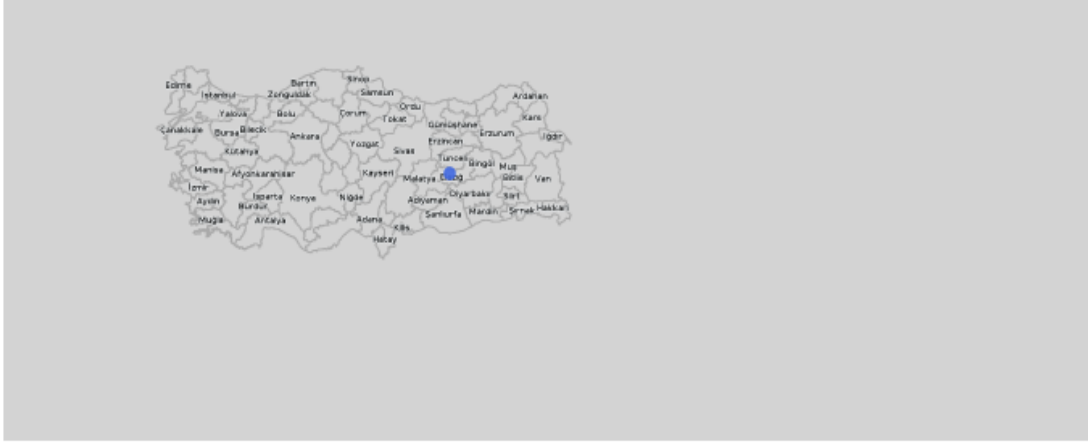 Edirne
İstanbul
Bartın
Zonguldak
Sinop
Samsun
Ordu
Ardahan
Kars
Iğdır
Yalova
Bolu
Çorum
Tokat
Gümüşhane
Erzurum
Çanakkale
Bursa
Bilecik
Ankara
Erzincan
Kütahya
Yozgat
Sivas
Tunceli
Bingöl
Muş
Manisa
Afyonkarahisar
Kayseri
Malatya
Bitlis
Van
İzmir
Aydın
Isparta
Burdur
Konya
Niğde
Adıyaman
Diyarbakır
Siirt
Muğla
Antalya
Adana
Şanlıurfa
Mardin
Şırnak
Hakkari
Kilis
Hatay